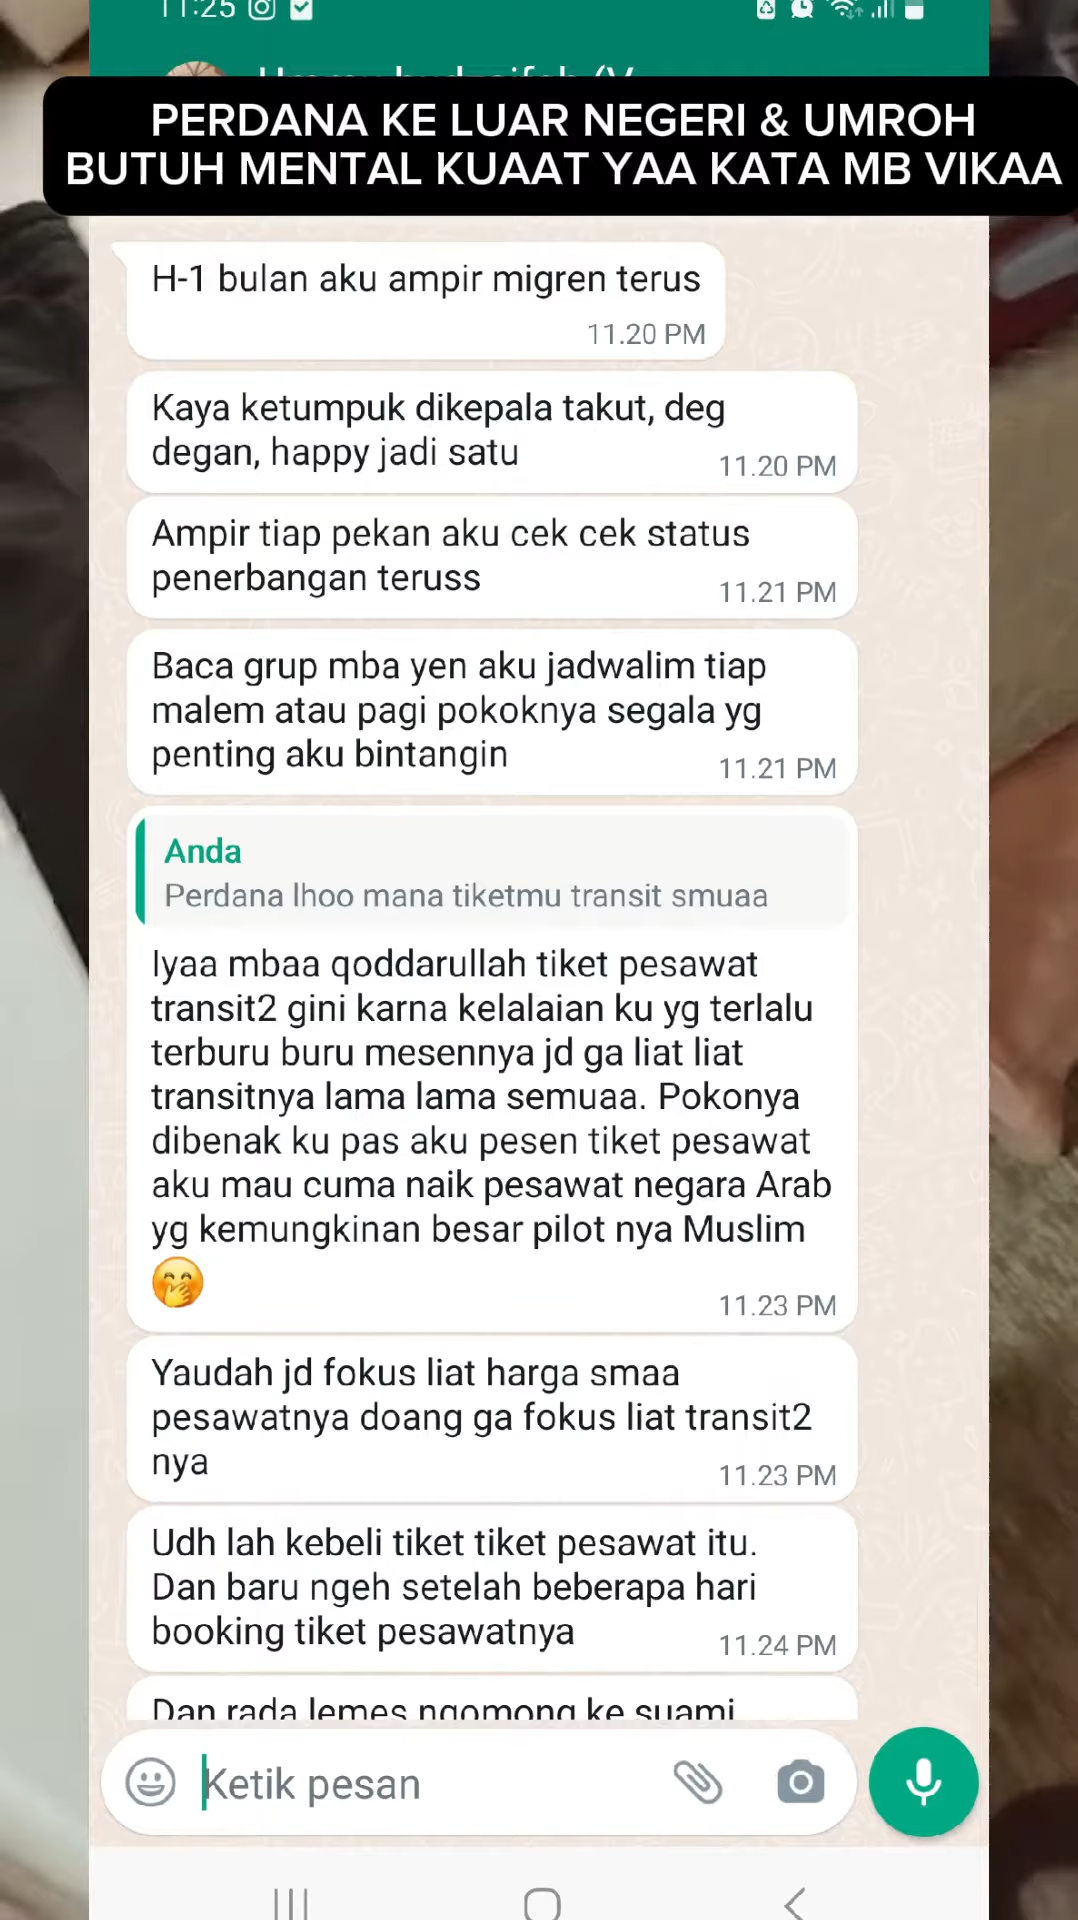 11:25
PERDANA KE LUAR NEGERI & UMROH
BUTUH MENTAL KUAAT YAA KATA MB VIKAA
H-1 bulan aku ampir migren terus
11.20 PM
Kaya ketumpuk dikepala takut, deg
degan, happy jadi satu
11.20 PM
Ampir tiap pekan aku cek cek status
penerbangan teruss
11.21 PM
Baca grup mba yen aku jadwalim tiap
malem atau pagi pokoknya segala yg
penting aku bintangin
11.21 PM
Anda
Perdana lhoo mana tiketmu transit smuaa
Iyaa mbaa qoddarullah tiket pesawat
transit2 gini karna kelalaian ku yg terlalu
terburu buru mesennya jd ga liat liat
transitnya lama lama semuaa. Pokonya
dibenak ku pas aku pesen tiket pesawat
aku mau cuma naik pesawat negara Arab
yg kemungkinan besar pilot nya Muslim
11.23 PM
Yaudah jd fokus liat harga smaa
pesawatnya doang ga fokus liat transit2
nya
11.23 PM
Udh lah kebeli tiket tiket pesawat itu.
Dan baru ngeh setelah beberapa hari
booking tiket pesawatnya
11.24 PM
Dan rada lemes ngomong ke suami
Ketik pesan